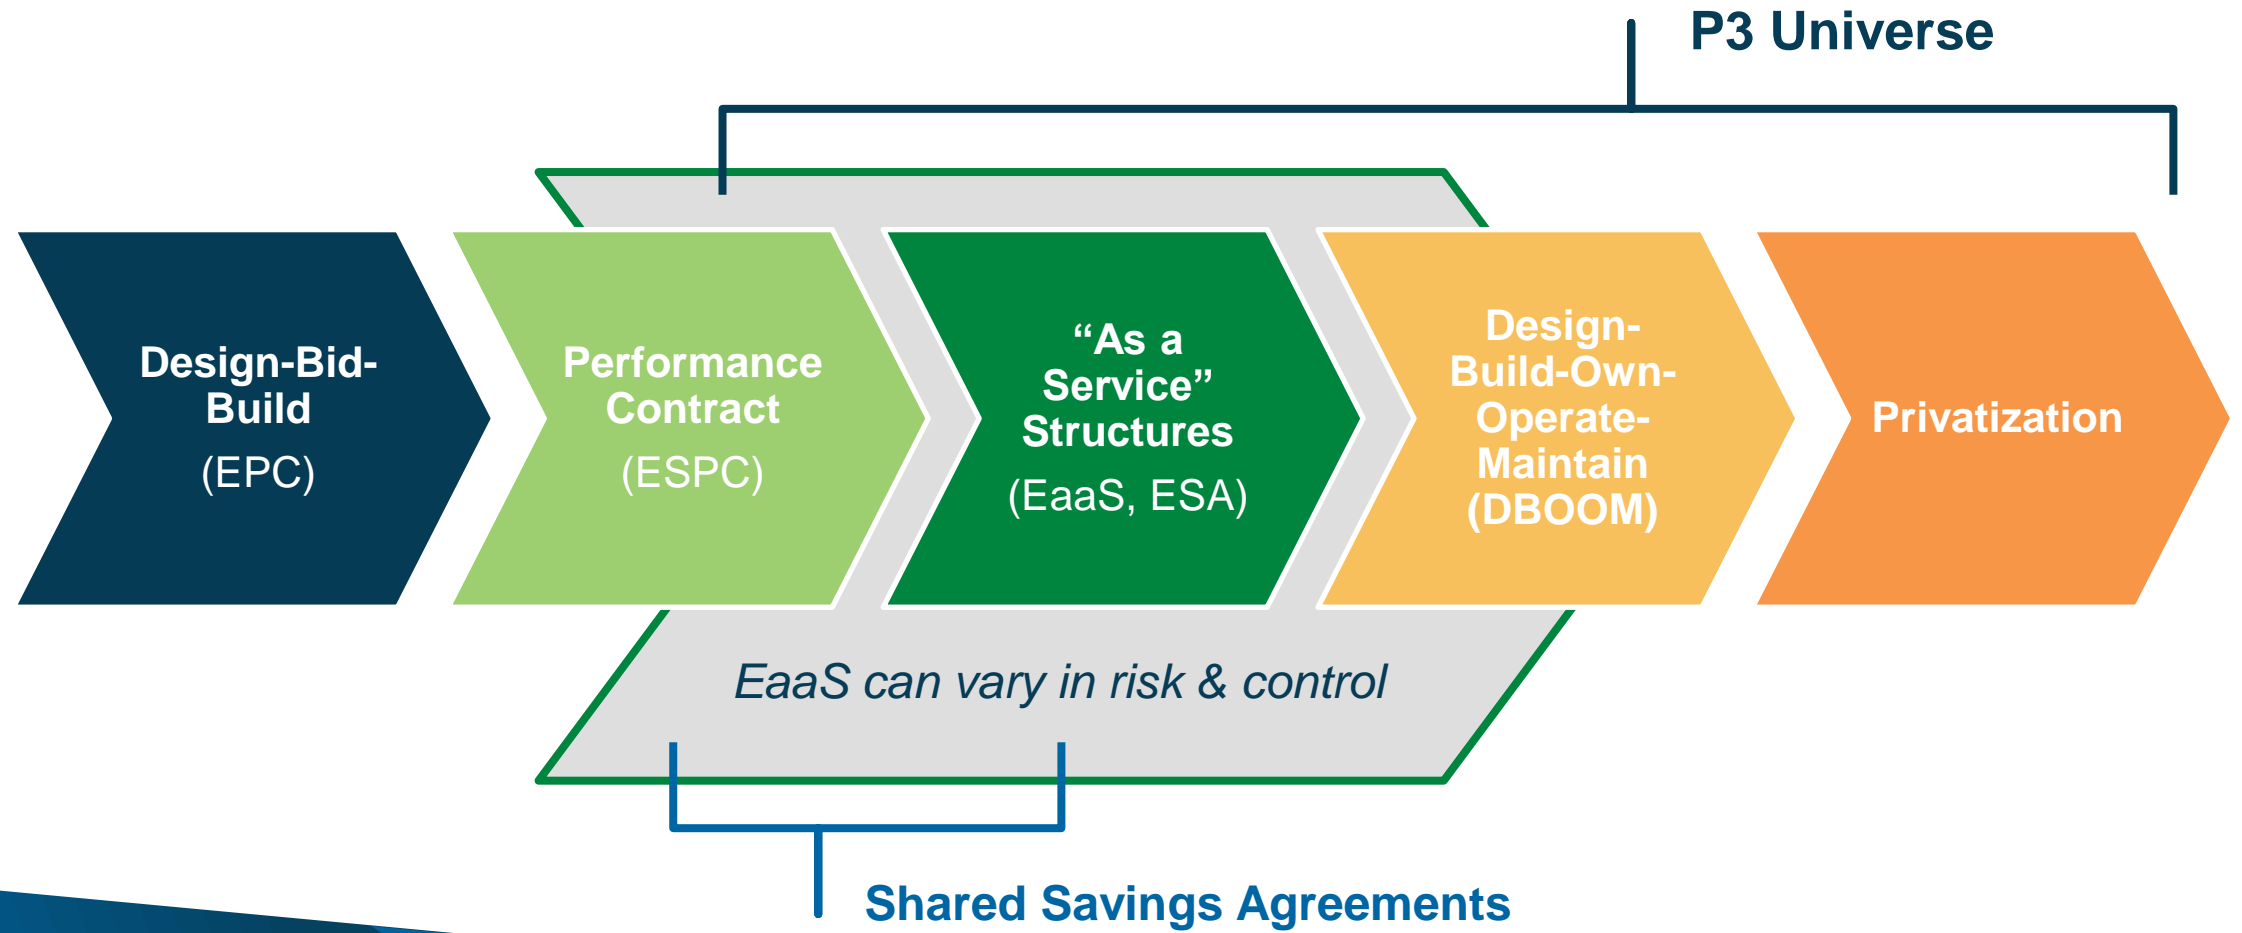 P3 Universe
Design-Bid-
Build
(EPC)
Performance
Contract
(ESPC)
“As a
Service”
Structures
(EaaS, ESA)
Design-
Build-Own-
Operate-
Maintain
(DBOOM)
Privatization
EaaS can vary in risk & control
Shared Savings Agreements